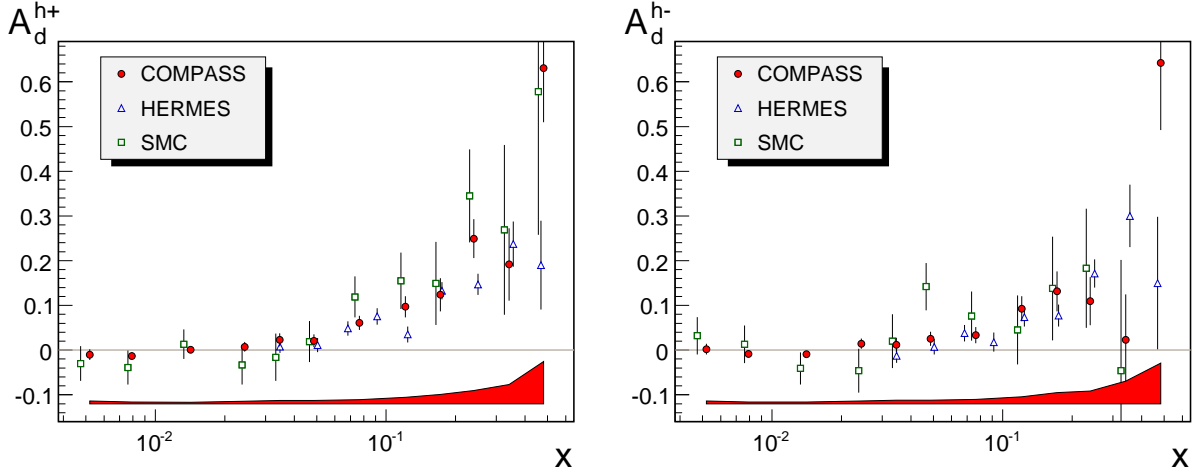 A_d^{h+}
0.6
0.5
0.4
0.3
0.2
0.1
0
-0.1
COMPASS
HERMES
SMC
10^{-2}
10^{-1}
x
A_d^{h-}
0.6
0.5
0.4
0.3
0.2
0.1
0
-0.1
COMPASS
HERMES
SMC
10^{-2}
10^{-1}
x